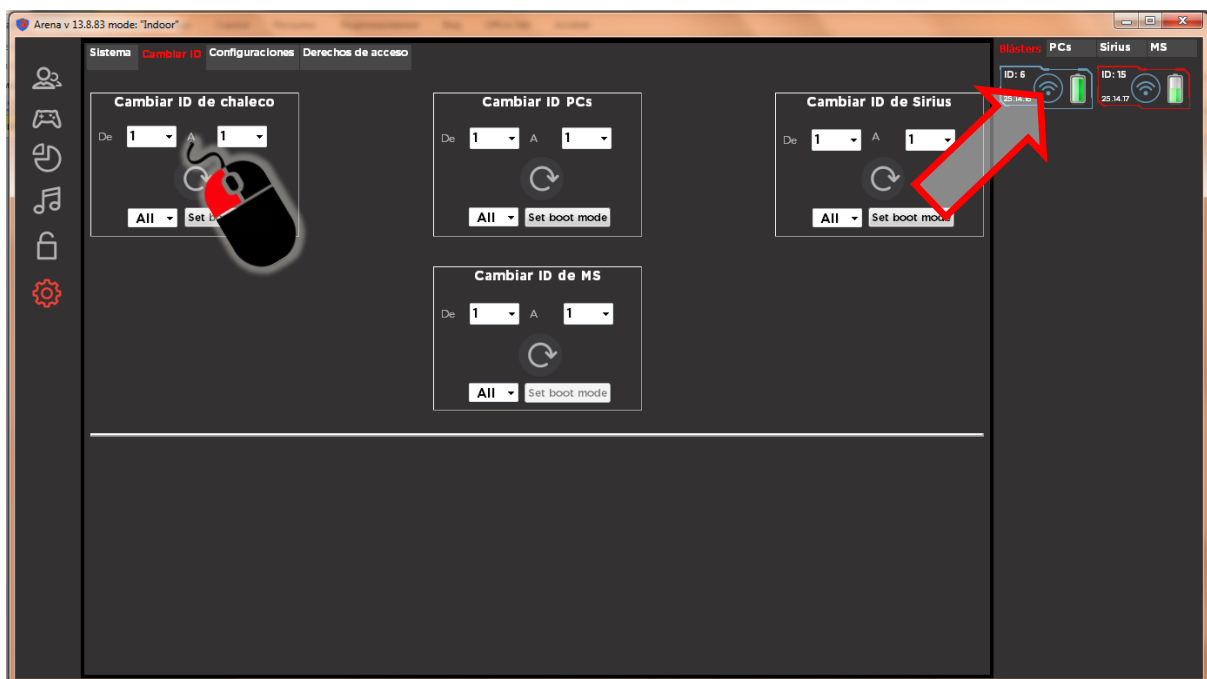 Arena v 13.8.83 mode: "Indoor"
Sistema Cambiar ID Configuraciones Derechos de acceso
Blásters PCs Sirius MS
ID: 6
ID: 15
25.14.17
Cambiar ID de chaleco
De 1 A 1
All Set
Cambiar ID PCs
De 1 A 1
All Set boot mode
Cambiar ID de Sirius
De 1 A 1
All Set boot mode
Cambiar ID de MS
De 1 A 1
All Set boot mode